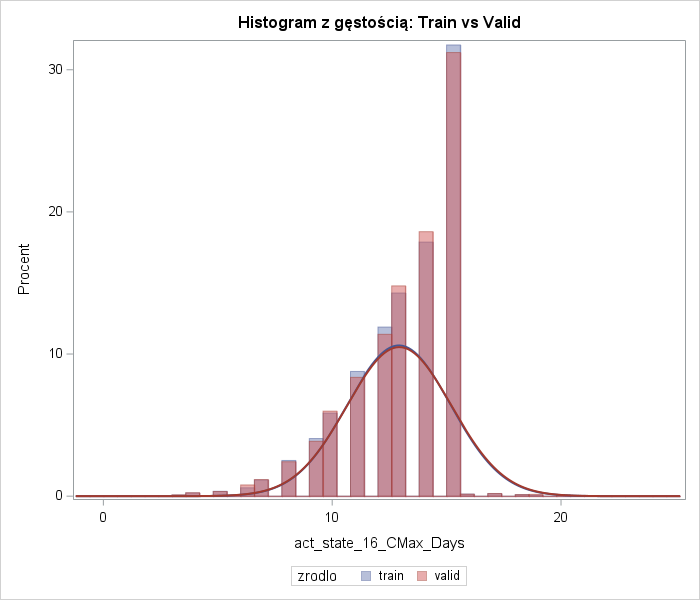 Histogram z gęstością: Train vs Valid
30
20
10
0
Procent
0 10 20
act_state_16_CMax_Days
zrodlo train valid